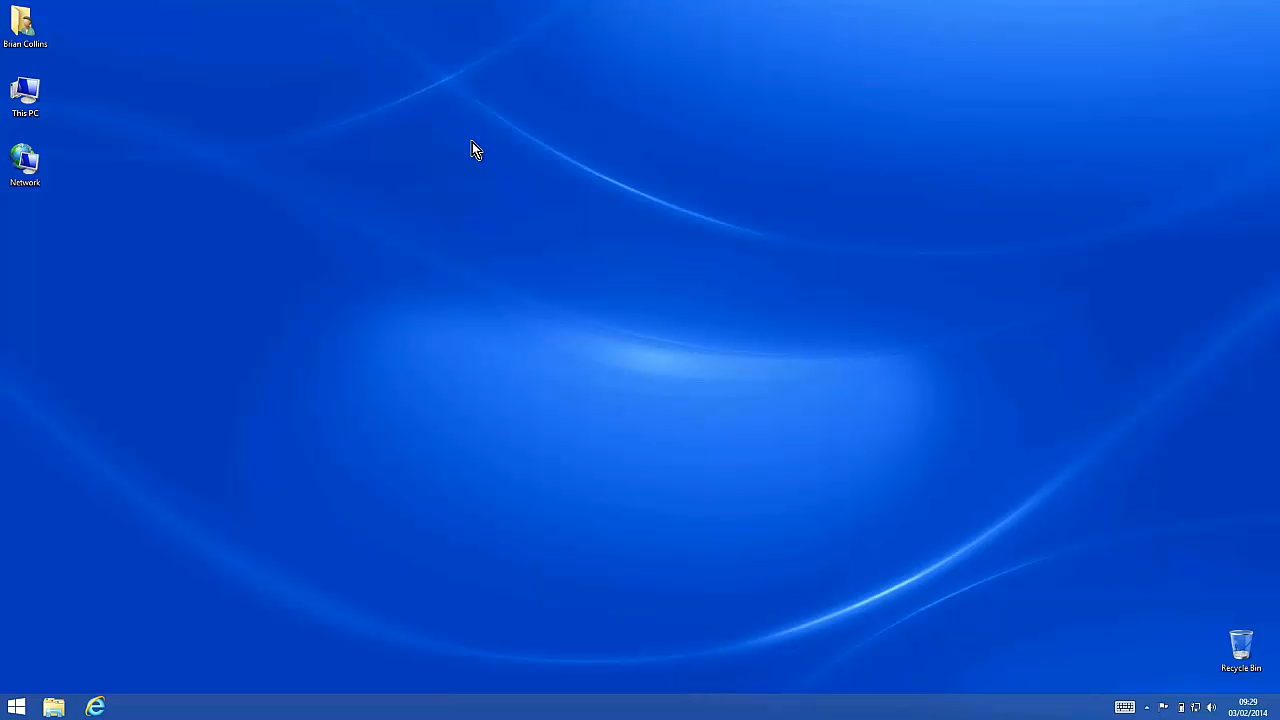 Brian Collins
This PC
Network
Recycle Bin
09:29
03/02/2014